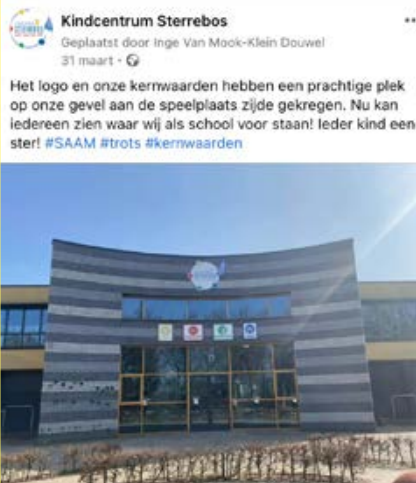 Kindcentrum Sterrebos
Geplaatst door Inge Van Mook-Klein Douwel
31 maart ·
Het logo en onze kernwaarden hebben een prachtige plek
op onze gevel aan de speelplaats zijde gekregen. Nu kan
iedereen zien waar wij als school voor staan! Ieder kind een
ster! #SAAM #trots #kernwaarden